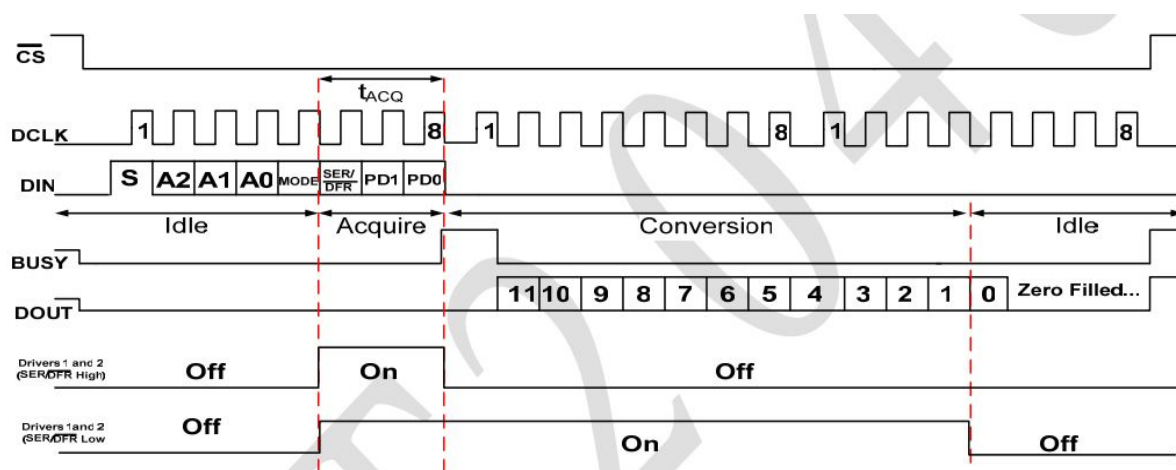 CS
tACQ
DCLK 1 8 1 8 1 8
DIN S A2 A1 A0 MODE SER/DFR PD1 PD0
Idle Acquire Conversion Idle
BUSY
DOUT 11 10 9 8 7 6 5 4 3 2 1 0 Zero Filled...
Drivers 1 and 2
(SER/DFR High)
Off On Off
Drivers 1and 2
(SER/DFR Low
Off On Off